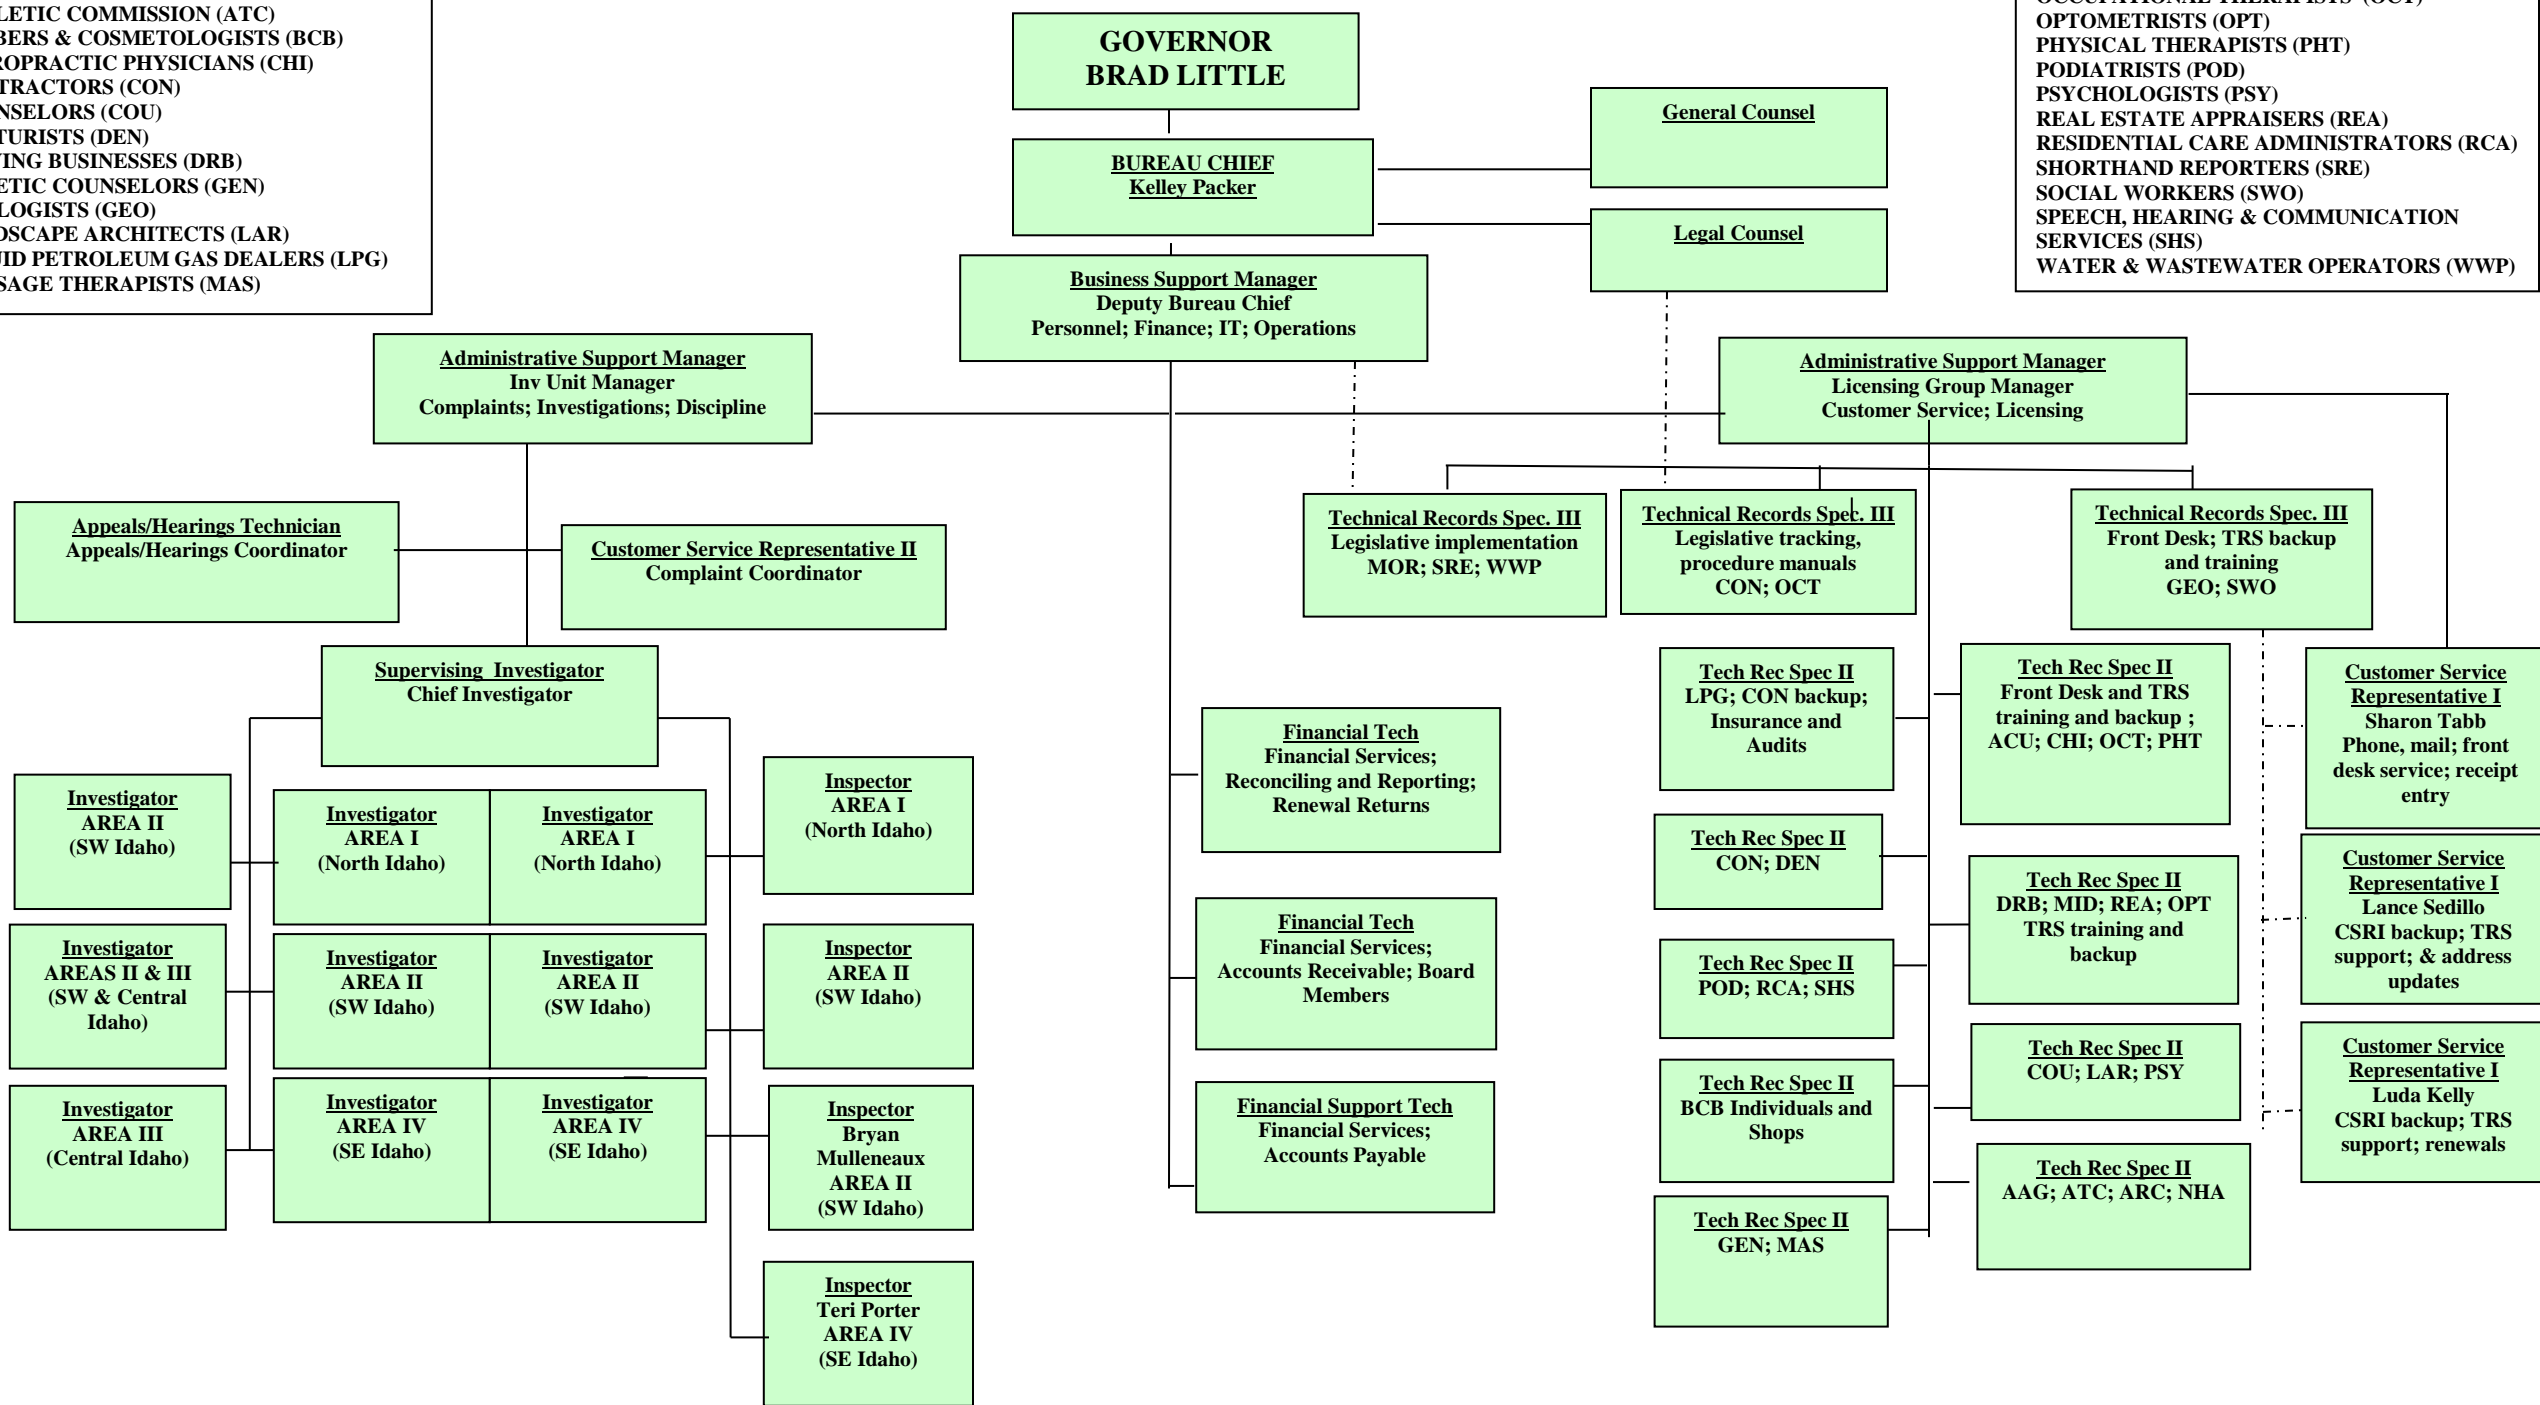 LETIC COMMISSION (ATC)
BERS & COSMETOLOGISTS (BCB)
ROPRACTIC PHYSICIANS (CHI)
TRACTORS (CON)
NSELORS (COU)
TURISTS (DEN)
ING BUSINESSES (DRB)
ETIC COUNSELORS (GEN)
LOGISTS (GEO)
DSCAPE ARCHITECTS (LAR)
UID PETROLEUM GAS DEALERS (LPG)
SAGE THERAPISTS (MAS)
GOVERNOR
BRAD LITTLE
BUREAU CHIEF
Kelley Packer
General Counsel
Legal Counsel
OCCUPATIONAL THERAPISTS (OCT)
OPTOMETRISTS (OPT)
PHYSICAL THERAPISTS (PHT)
PODIATRISTS (POD)
PSYCHOLOGISTS (PSY)
REAL ESTATE APPRAISERS (REA)
RESIDENTIAL CARE ADMINISTRATORS (RCA)
SHORTHAND REPORTERS (SRE)
SOCIAL WORKERS (SWO)
SPEECH, HEARING & COMMUNICATION
SERVICES (SHS)
WATER & WASTEWATER OPERATORS (WWP)
Business Support Manager
Deputy Bureau Chief
Personnel; Finance; IT; Operations
Administrative Support Manager
Inv Unit Manager
Complaints; Investigations; Discipline
Administrative Support Manager
Licensing Group Manager
Customer Service; Licensing
Appeals/Hearings Technician
Appeals/Hearings Coordinator
Customer Service Representative II
Complaint Coordinator
Technical Records Spec. III
Legislative implementation
MOR; SRE; WWP
Technical Records Spec. III
Legislative tracking,
procedure manuals
CON; OCT
Technical Records Spec. III
Front Desk; TRS backup
and training
GEO; SWO
Supervising Investigator
Chief Investigator
Investigator
AREA II
(SW Idaho)
Investigator
AREA I
(North Idaho)
Investigator
AREA I
(North Idaho)
Inspector
AREA I
(North Idaho)
Investigator
AREAS II & III
(SW & Central
Idaho)
Investigator
AREA II
(SW Idaho)
Investigator
AREA II
(SW Idaho)
Inspector
AREA II
(SW Idaho)
Investigator
AREA III
(Central Idaho)
Investigator
AREA IV
(SE Idaho)
Investigator
AREA IV
(SE Idaho)
Inspector
Bryan
Mulleneaux
AREA II
(SW Idaho)
Inspector
Teri Porter
AREA IV
(SE Idaho)
Financial Tech
Financial Services;
Reconciling and Reporting;
Renewal Returns
Financial Tech
Financial Services;
Accounts Receivable; Board
Members
Financial Support Tech
Financial Services;
Accounts Payable
Tech Rec Spec II
LPG; CON backup;
Insurance and
Audits
Tech Rec Spec II
CON; DEN
Tech Rec Spec II
POD; RCA; SHS
Tech Rec Spec II
BCB Individuals and
Shops
Tech Rec Spec II
GEN; MAS
Tech Rec Spec II
Front Desk and TRS
training and backup ;
ACU; CHI; OCT; PHT
Tech Rec Spec II
DRB; MID; REA; OPT
TRS training and
backup
Tech Rec Spec II
COU; LAR; PSY
Tech Rec Spec II
AAG; ATC; ARC; NHA
Customer Service
Representative I
Sharon Tabb
Phone, mail; front
desk service; receipt
entry
Customer Service
Representative I
Lance Sedillo
CSRI backup; TRS
support; & address
updates
Customer Service
Representative I
Luda Kelly
CSRI backup; TRS
support; renewals